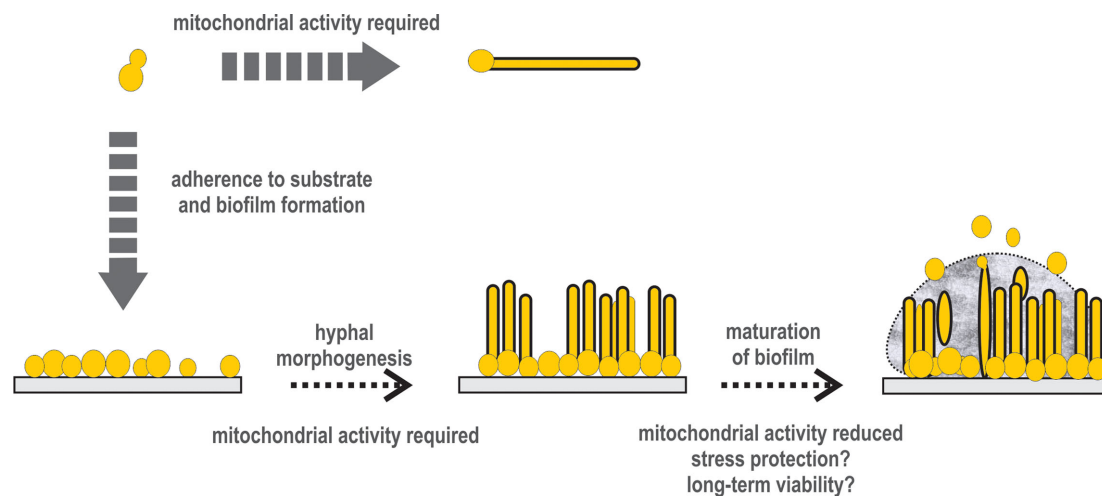 mitochondrial activity required
adherence to substrate
and biofilm formation
hyphal
morphogenesis
mitochondrial activity required
maturation
of biofilm
mitochondrial activity reduced
stress protection?
long-term viability?